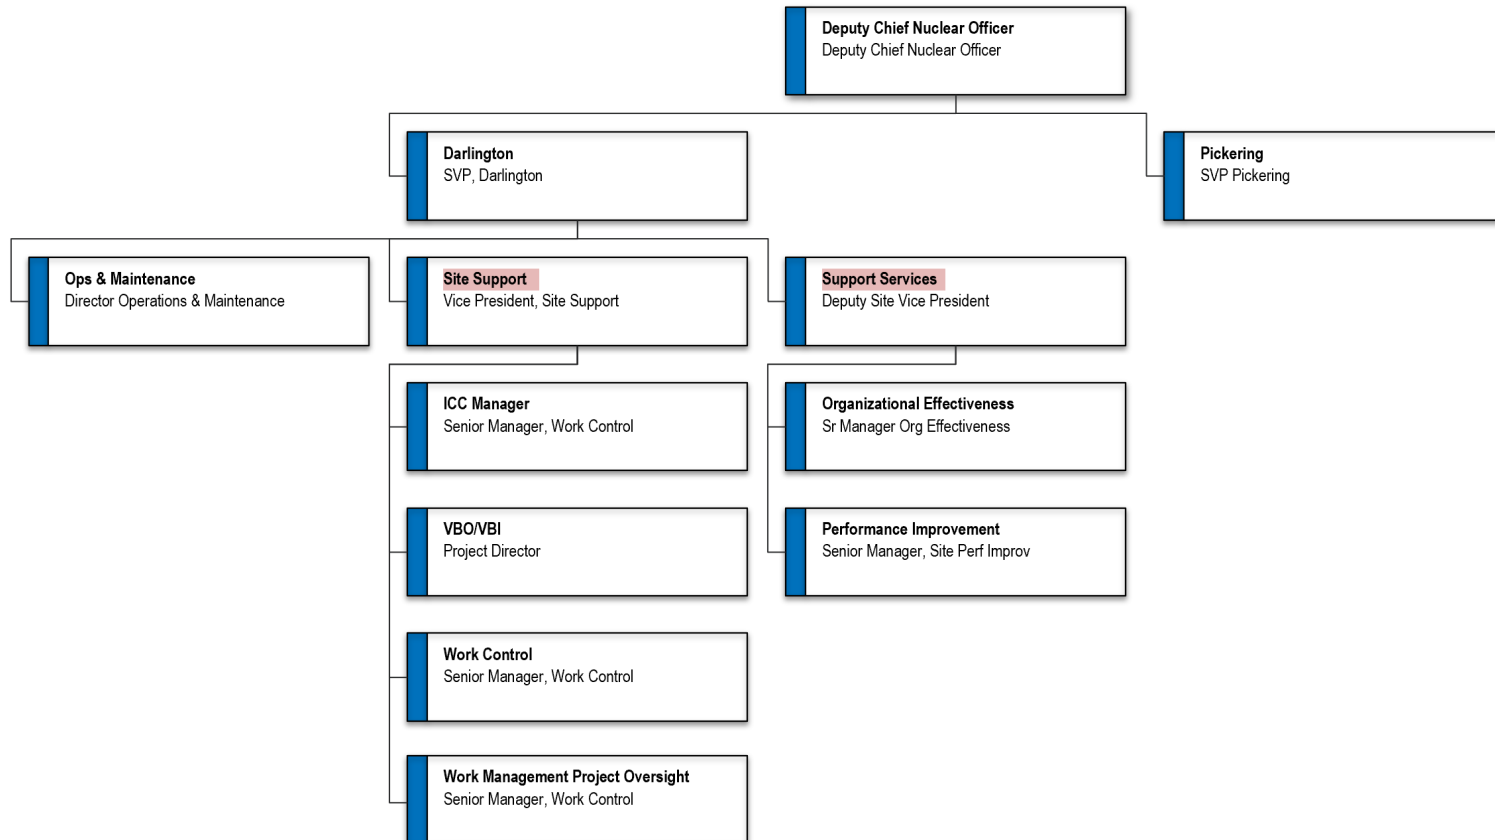 Deputy Chief Nuclear Officer
Deputy Chief Nuclear Officer
Darlington
SVP, Darlington
Pickering
SVP Pickering
Ops & Maintenance
Director Operations & Maintenance
Site Support
Vice President, Site Support
Support Services
Deputy Site Vice President
ICC Manager
Senior Manager, Work Control
Organizational Effectiveness
Sr Manager Org Effectiveness
VBO/VBI
Project Director
Performance Improvement
Senior Manager, Site Perf Improv
Work Control
Senior Manager, Work Control
Work Management Project Oversight
Senior Manager, Work Control